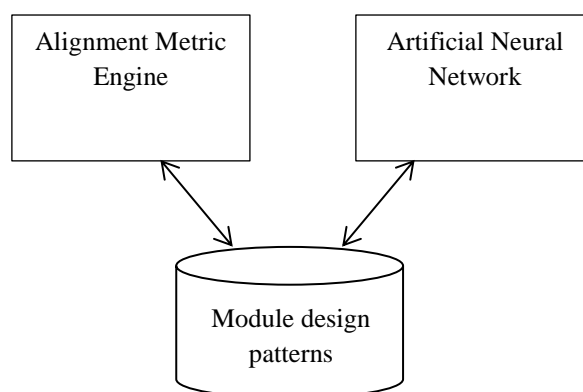 Alignment Metric
Engine
Artificial Neural
Network
Module design
patterns